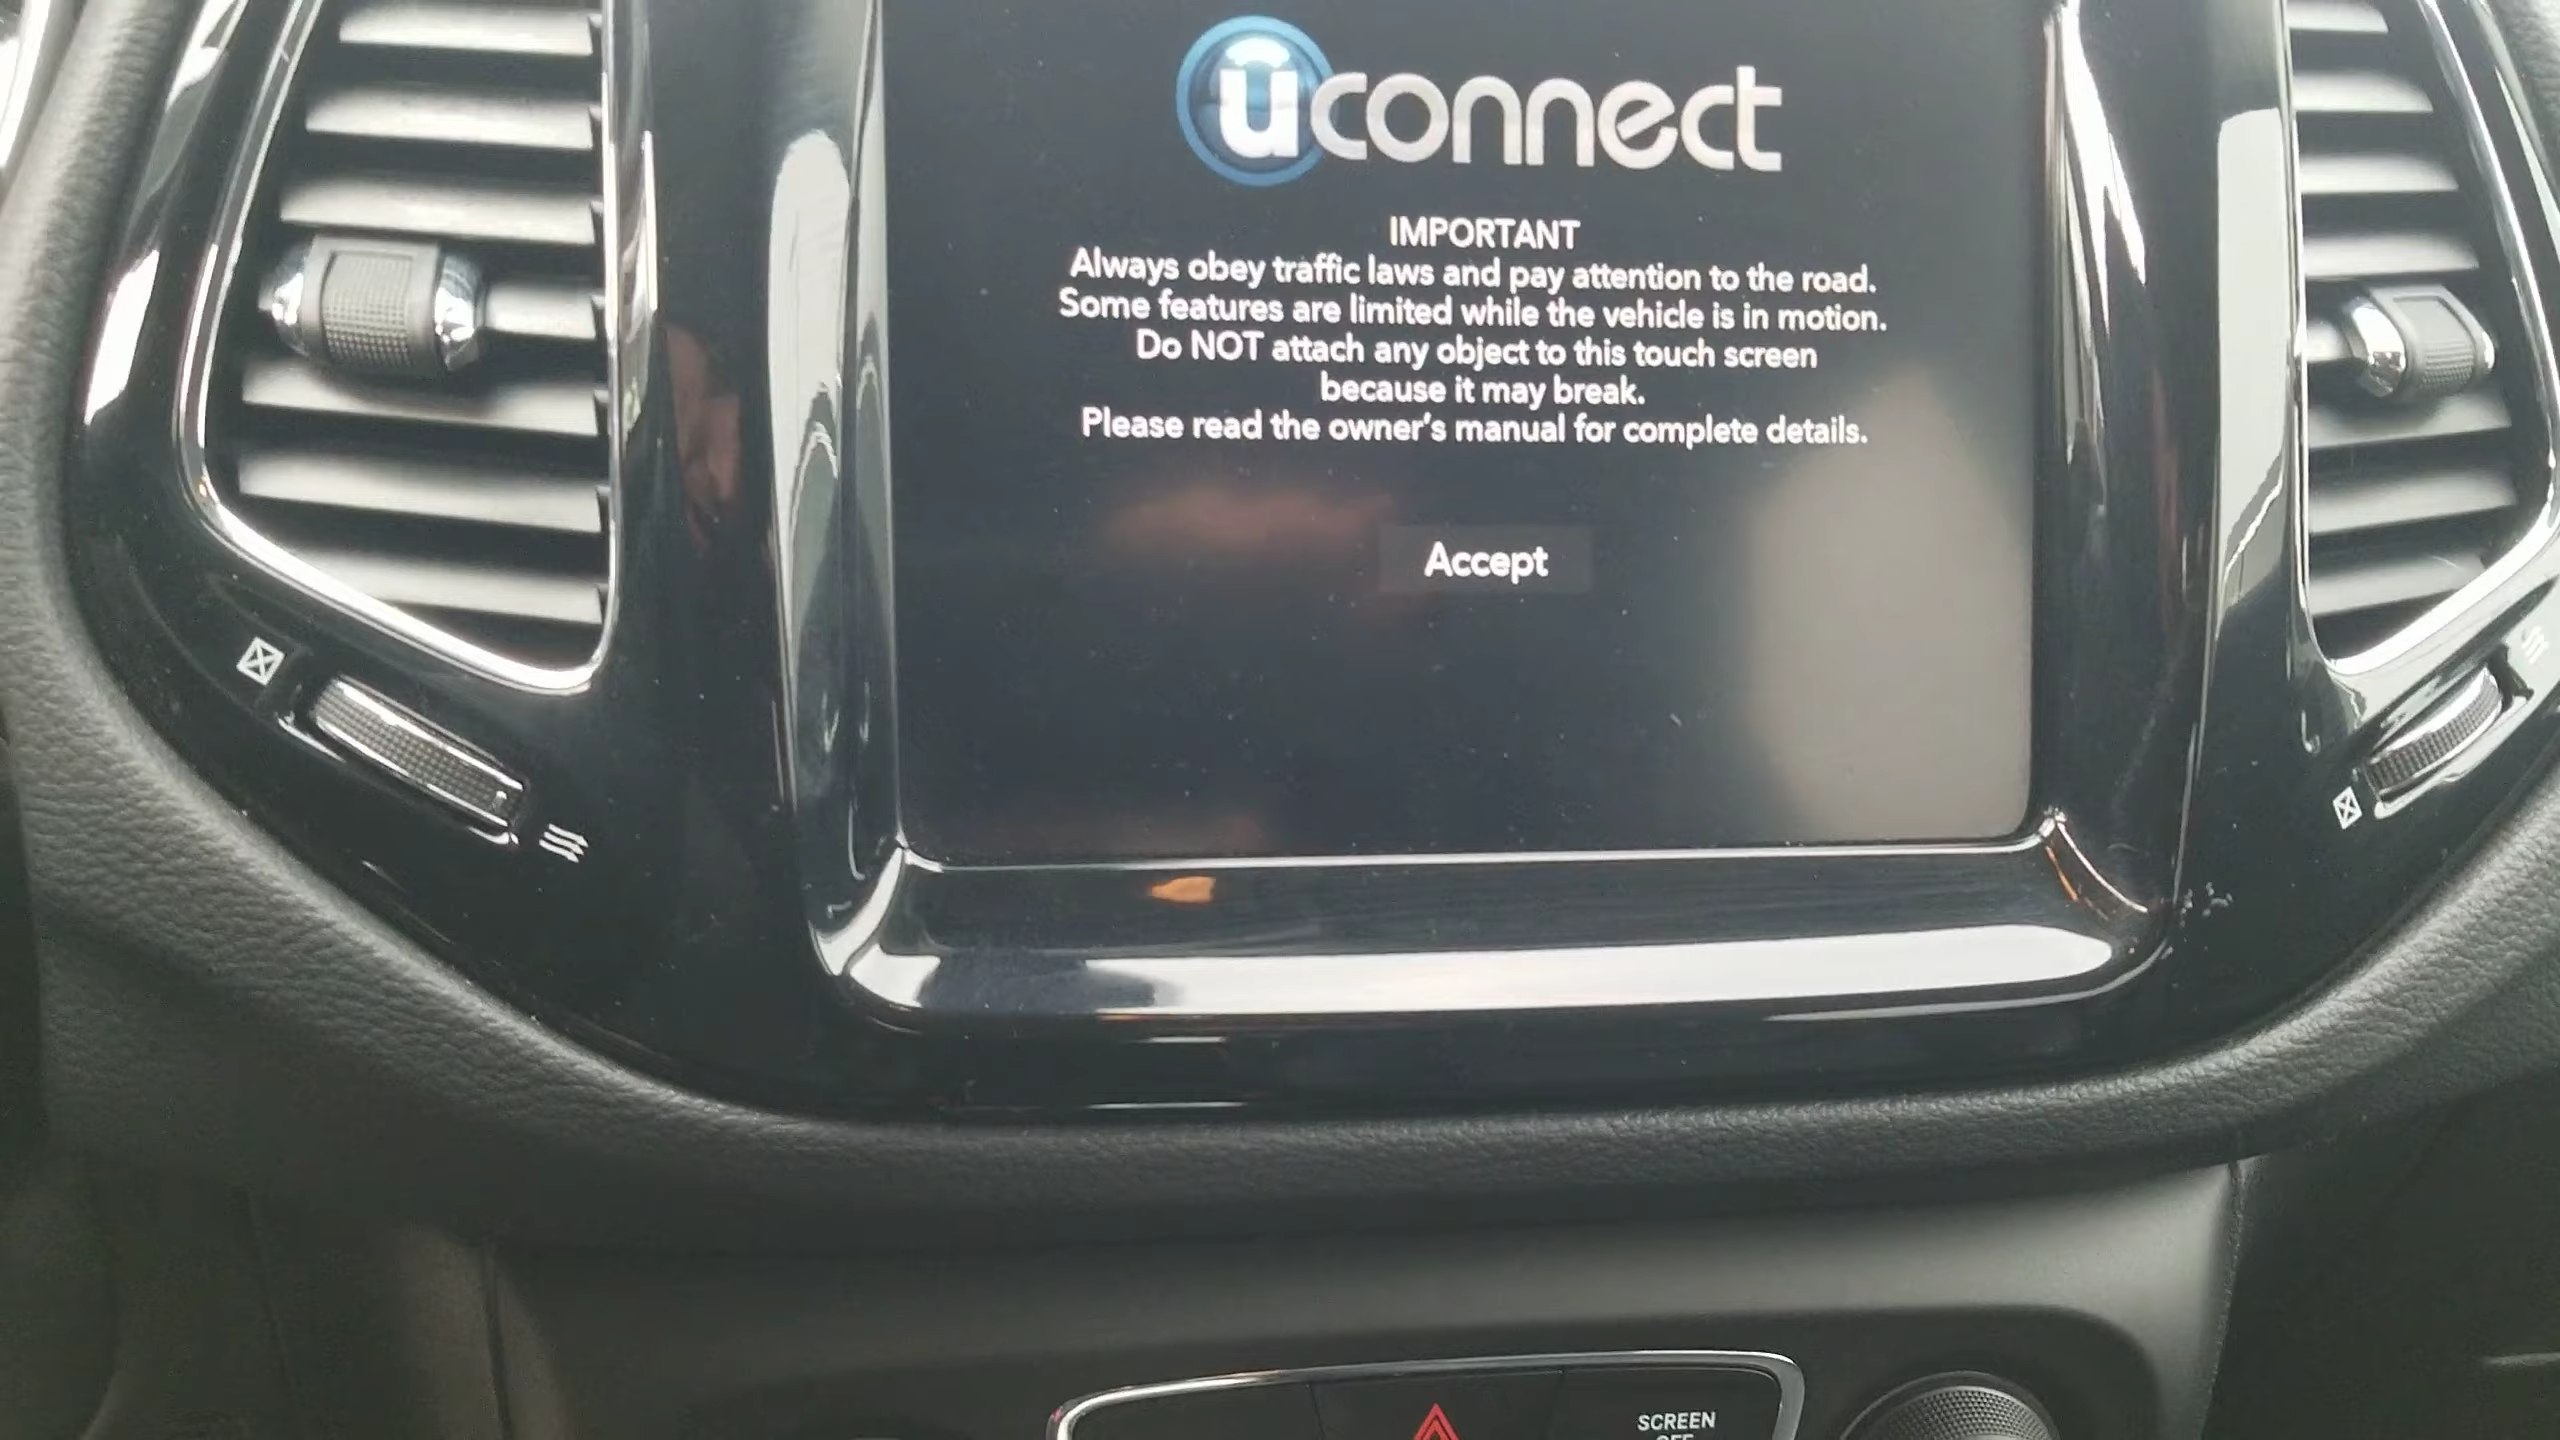 uconnect
IMPORTANT
Always obey traffic laws and pay attention to the road.
Some features are limited while the vehicle is in motion.
Do NOT attach any object to this touch screen
because it may break.
Please read the owner's manual for complete details.
Accept
SCREEN
OFF